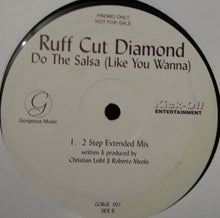 PROMO ONLY
NOT FOR SALE
Ruff Cut Diamond
Do The Salsa (Like You Wanna)
G
Gorgeous Music
Kick-Off!
ENTERTAINMENT
1. 2 Step Extended Mix
written & produced by
Christian Leibl & Roberto Meola
GORGE 001
SIDE B